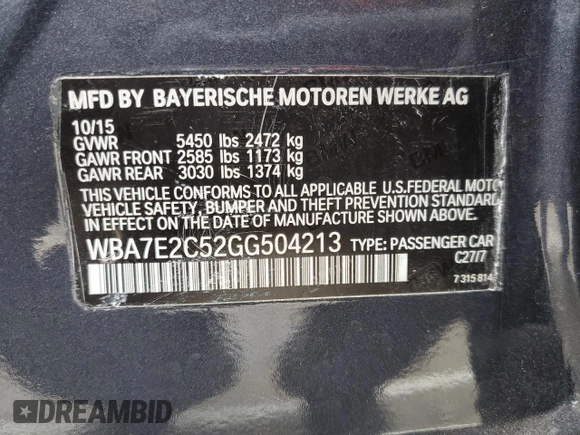 MFD BY BAYERISCHE MOTOREN WERKE AG
10/15
GVWR 5450 lbs 2472 kg
GAWR FRONT 2585 lbs 1173 kg
GAWR REAR 3030 lbs 1374 kg
THIS VEHICLE CONFORMS TO ALL APPLICABLE U.S.FEDERAL MOTO
VEHICLE SAFETY, BUMPER AND THEFT PREVENTION STANDARD
IN EFFECT ON THE DATE OF MANUFACTURE SHOWN ABOVE.
WBA7E2C52GG504213 TYPE: PASSENGER CAR
C27/7
7 315 814
DREAMBID